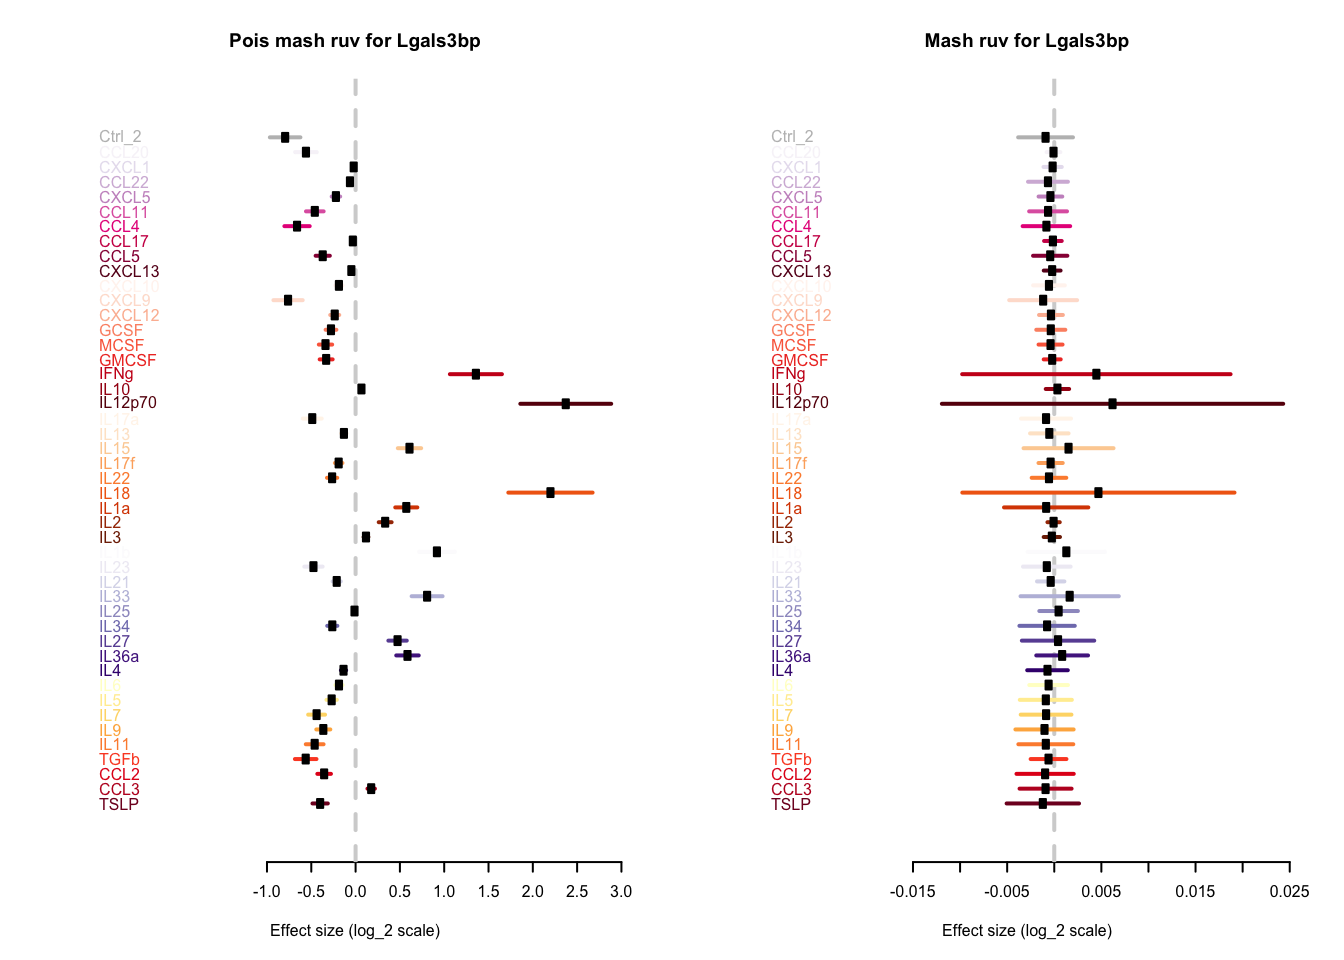 Pois mash ruv for Lgals3bp
Ctrl_2
CCL20
CXCL1
CCL22
CXCL5
CCL11
CCL4
CCL17
CCL5
CXCL13
CXCL10
CXCL9
CXCL12
GCSF
MCSF
GMCSF
IFNg
IL10
IL12p70
IL13
IL15
IL17f
IL22
IL18
IL1a
IL2
IL3
IL23
IL21
IL33
IL25
IL34
IL27
IL36a
IL4
IL5
IL7
IL9
IL11
TGFb
CCL2
CCL3
TSLP
-1.0 -0.5 0.0 0.5 1.0 1.5 2.0 2.5 3.0
Effect size (log_2 scale)
Mash ruv for Lgals3bp
Ctrl_2
CCL20
CXCL1
CCL22
CXCL5
CCL11
CCL4
CCL17
CCL5
CXCL13
CXCL10
CXCL9
CXCL12
GCSF
MCSF
GMCSF
IFNg
IL10
IL12p70
IL13
IL15
IL17f
IL22
IL18
IL1a
IL2
IL3
IL23
IL21
IL33
IL25
IL34
IL27
IL36a
IL4
IL5
IL7
IL9
IL11
TGFb
CCL2
CCL3
TSLP
-0.015 -0.005 0.005 0.015 0.025
Effect size (log_2 scale)